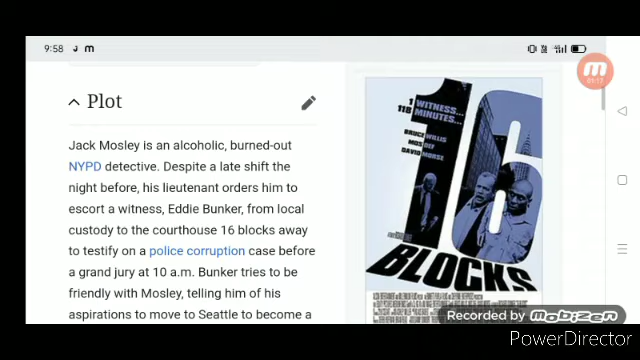 9:58
01:17
Plot
Jack Mosley is an alcoholic, burned-out
NYPD detective. Despite a late shift the
night before, his lieutenant orders him to
escort a witness, Eddie Bunker, from local
custody to the courthouse 16 blocks away
to testify on a police corruption case before
a grand jury at 10 a.m. Bunker tries to be
friendly with Mosley, telling him of his
aspirations to move to Seattle to become a
1 WITNESS...
118 MINUTES...
BRUCE WILLIS
MOS DEF
DAVID MORSE
16
BLOCKS
Recorded by Mobizen
PowerDirector